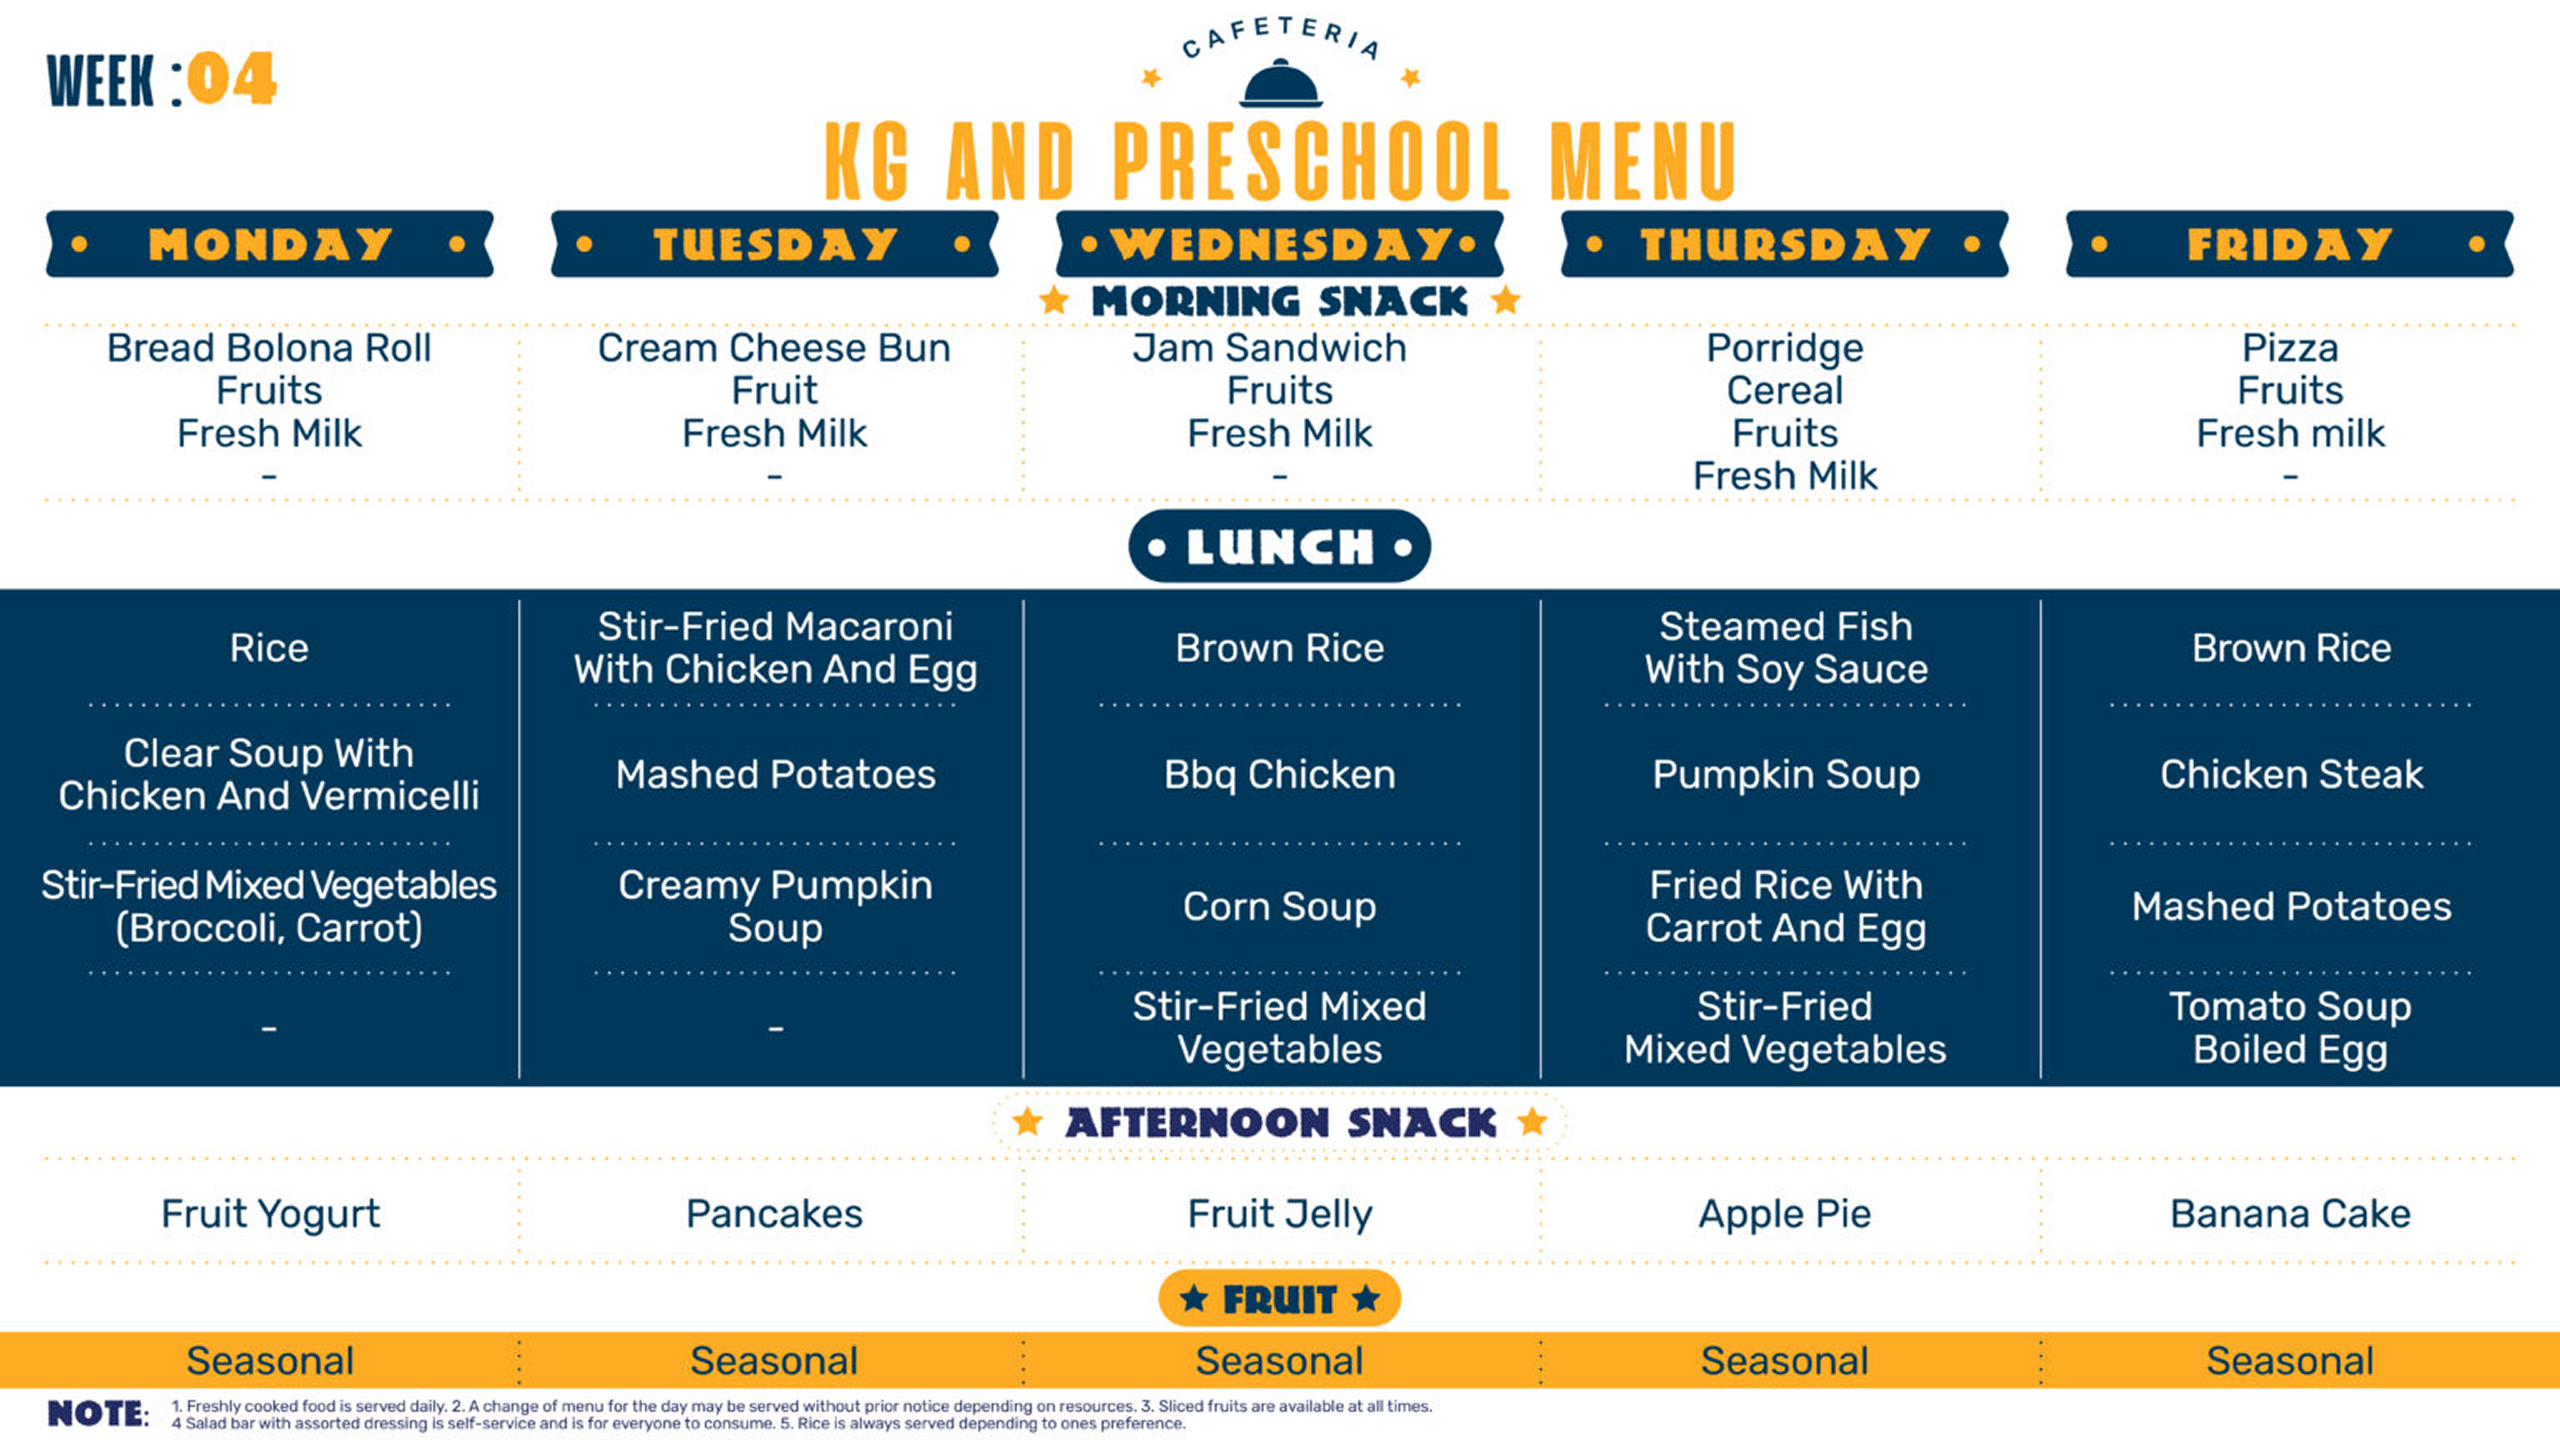 WEEK :04
CAFETERIA
KG AND PRESCHOOL MENU
MONDAY
TUESDAY
WEDNESDAY
THURSDAY
FRIDAY
MORNING SNACK
Bread Bolona Roll
Fruits
Fresh Milk
-
Cream Cheese Bun
Fruit
Fresh Milk
-
Jam Sandwich
Fruits
Fresh Milk
-
Porridge
Cereal
Fruits
Fresh Milk
Pizza
Fruits
Fresh milk
-
LUNCH
Rice
Clear Soup With
Chicken And Vermicelli
Stir-Fried Mixed Vegetables
(Broccoli, Carrot)
-
Stir-Fried Macaroni
With Chicken And Egg
Mashed Potatoes
Creamy Pumpkin
Soup
-
Brown Rice
Bbq Chicken
Corn Soup
Stir-Fried Mixed
Vegetables
Steamed Fish
With Soy Sauce
Pumpkin Soup
Fried Rice With
Carrot And Egg
Stir-Fried
Mixed Vegetables
Brown Rice
Chicken Steak
Mashed Potatoes
Tomato Soup
Boiled Egg
AFTERNOON SNACK
Fruit Yogurt
Pancakes
Fruit Jelly
Apple Pie
Banana Cake
FRUIT
Seasonal
Seasonal
Seasonal
Seasonal
Seasonal
NOTE: 1. Freshly cooked food is served daily. 2. A change of menu for the day may be served without prior notice depending on resources. 3. Sliced fruits are available at all times.
4 Salad bar with assorted dressing is self-service and is for everyone to consume. 5. Rice is always served depending to ones preference.